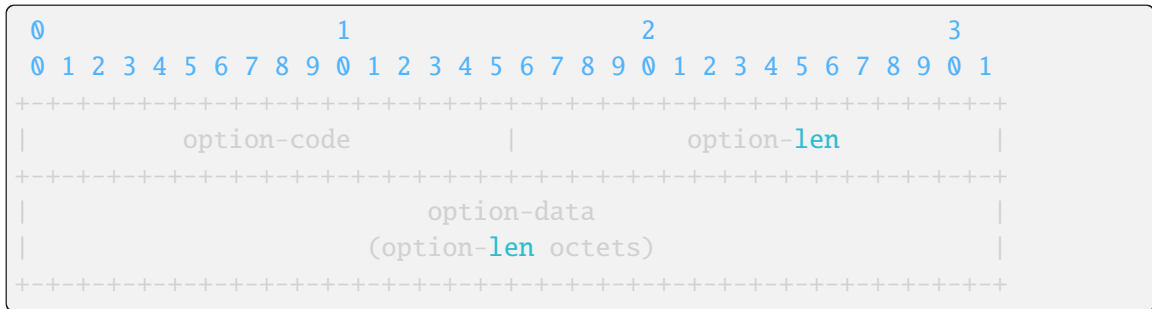 0                   1                   2                   3
 0 1 2 3 4 5 6 7 8 9 0 1 2 3 4 5 6 7 8 9 0 1 2 3 4 5 6 7 8 9 0 1
+-+-+-+-+-+-+-+-+-+-+-+-+-+-+-+-+-+-+-+-+-+-+-+-+-+-+-+-+-+-+-+-+
|          option-code          |           option-len          |
+-+-+-+-+-+-+-+-+-+-+-+-+-+-+-+-+-+-+-+-+-+-+-+-+-+-+-+-+-+-+-+-+
|                          option-data                          |
|                      (option-len octets)                      |
+-+-+-+-+-+-+-+-+-+-+-+-+-+-+-+-+-+-+-+-+-+-+-+-+-+-+-+-+-+-+-+-+